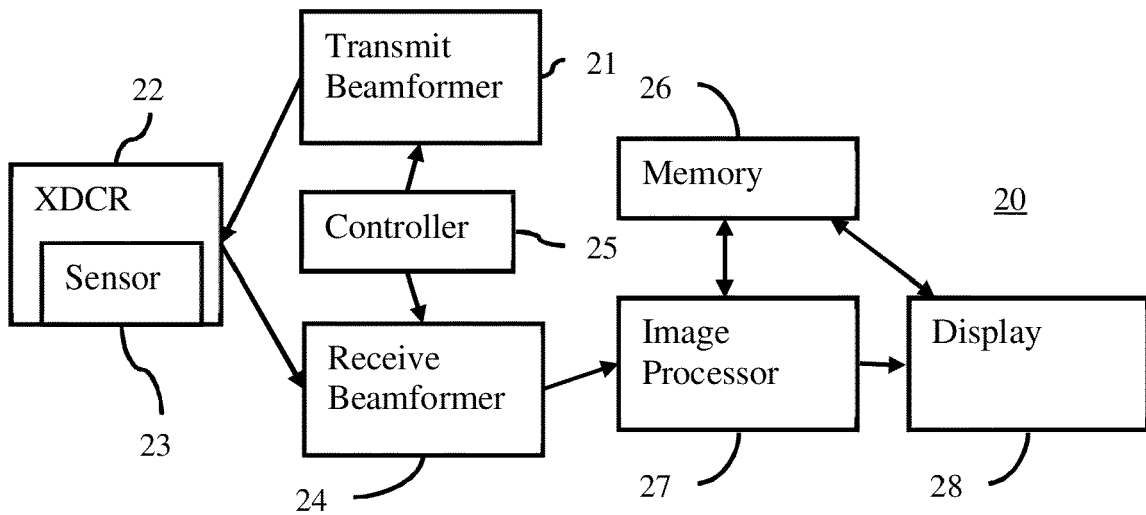 Transmit
Beamformer
21
22
26
XDCR
Memory
20
Controller
25
Sensor
Image
Processor
Display
Receive
Beamformer
23
24
27
28